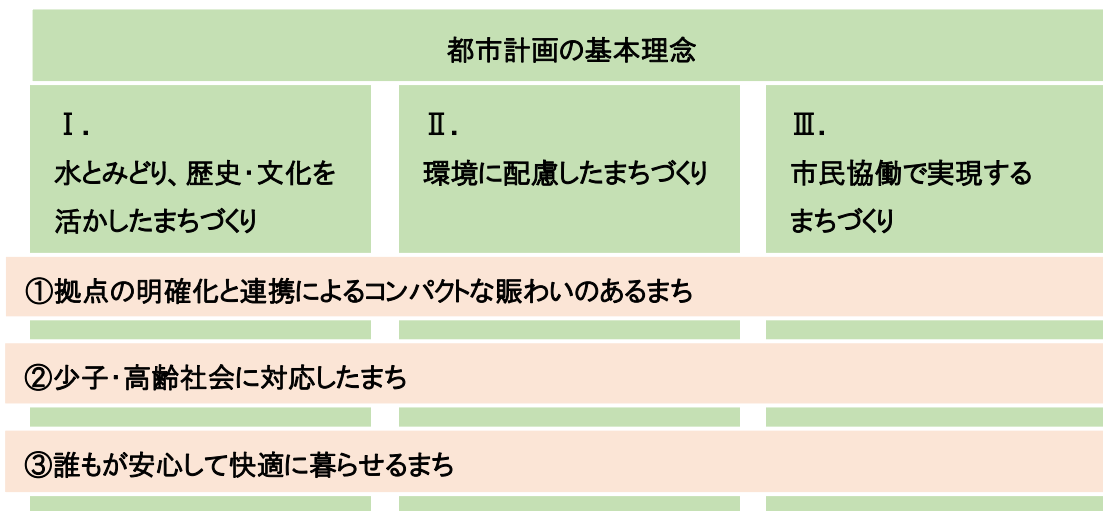 都市計画の基本理念
Ⅰ.
水とみどり、歴史・文化を
活かしたまちづくり
Ⅱ.
環境に配慮したまちづくり
Ⅲ.
市民協働で実現する
まちづくり
①拠点の明確化と連携によるコンパクトな賑わいのあるまち
②少子・高齢社会に対応したまち
③誰もが安心して快適に暮らせるまち